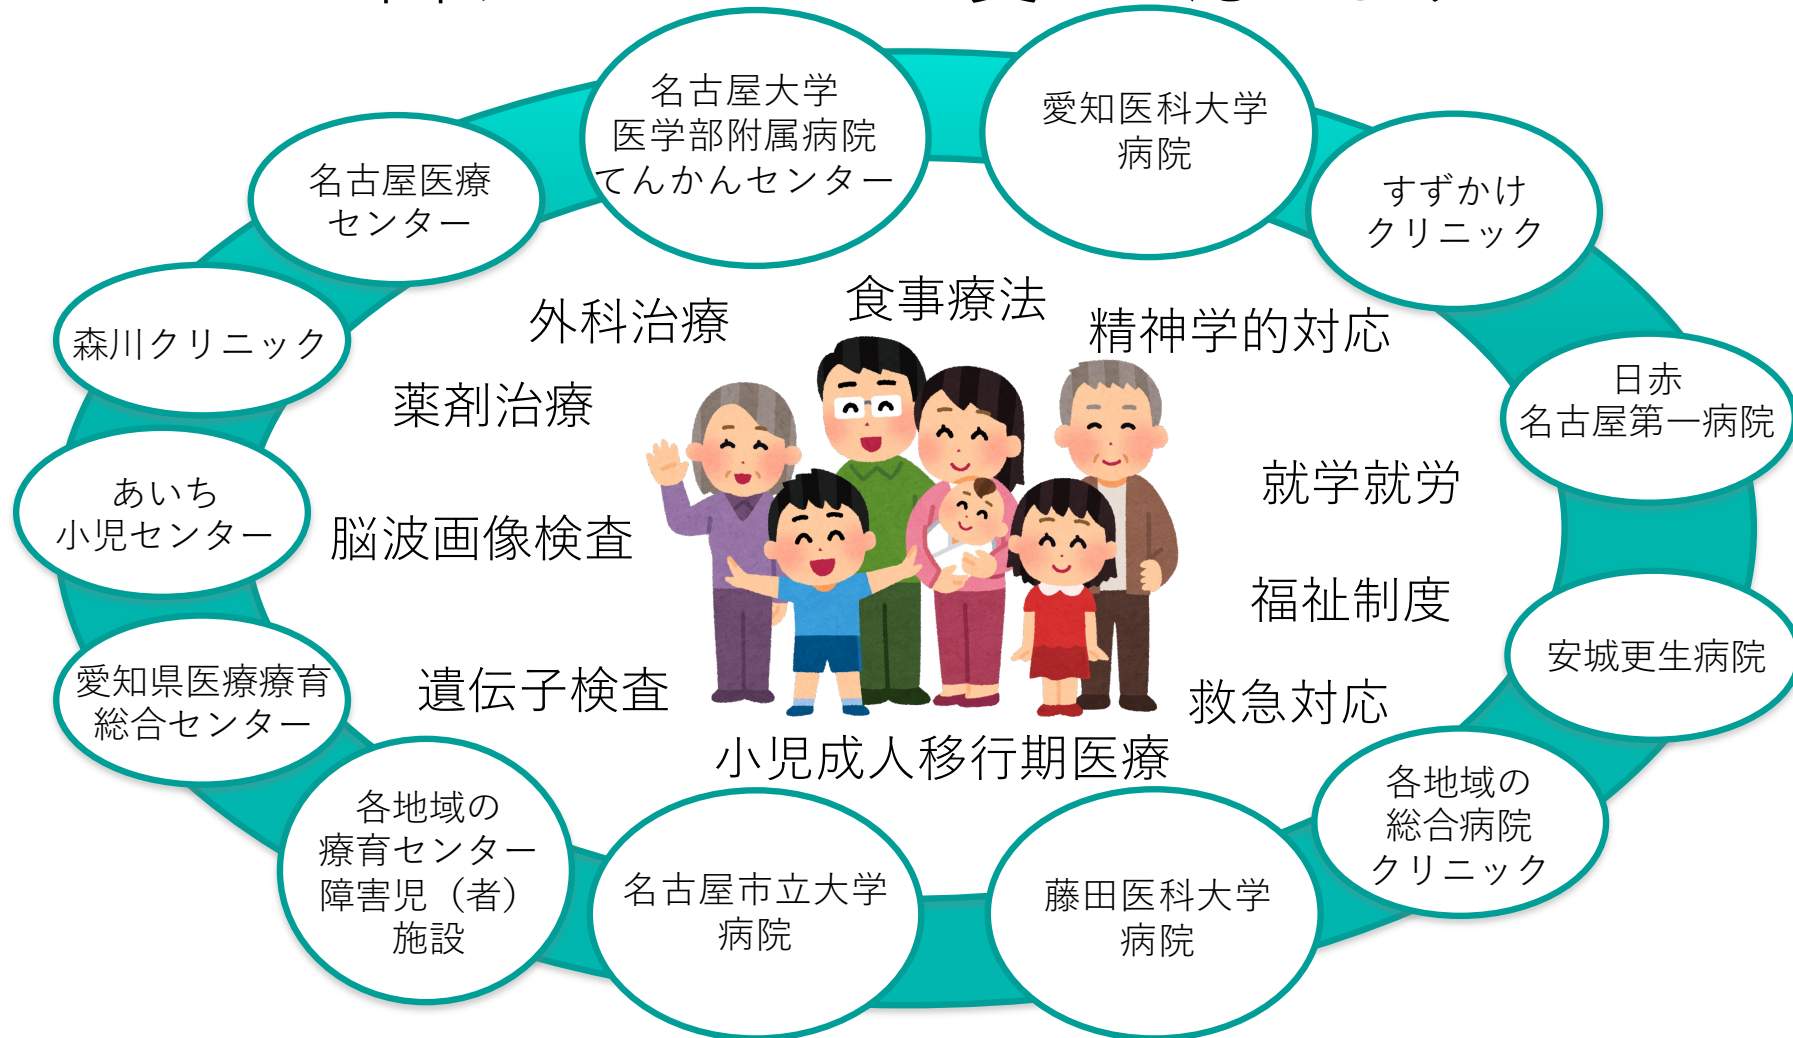 名古屋大学
医学部附属病院
てんかんセンター
愛知医科大学
病院
名古屋医療
センター
すずかけ
クリニック
森川クリニック
外科治療
食事療法
精神学的対応
日赤
名古屋第一病院
薬剤治療
就学就労
あいち
小児センター
脳波画像検査
福祉制度
安城更生病院
愛知県医療療育
総合センター
遺伝子検査
救急対応
小児成人移行期医療
各地域の
療育センター
障害児（者）
施設
名古屋市立大学
病院
藤田医科大学
病院
各地域の
総合病院
クリニック